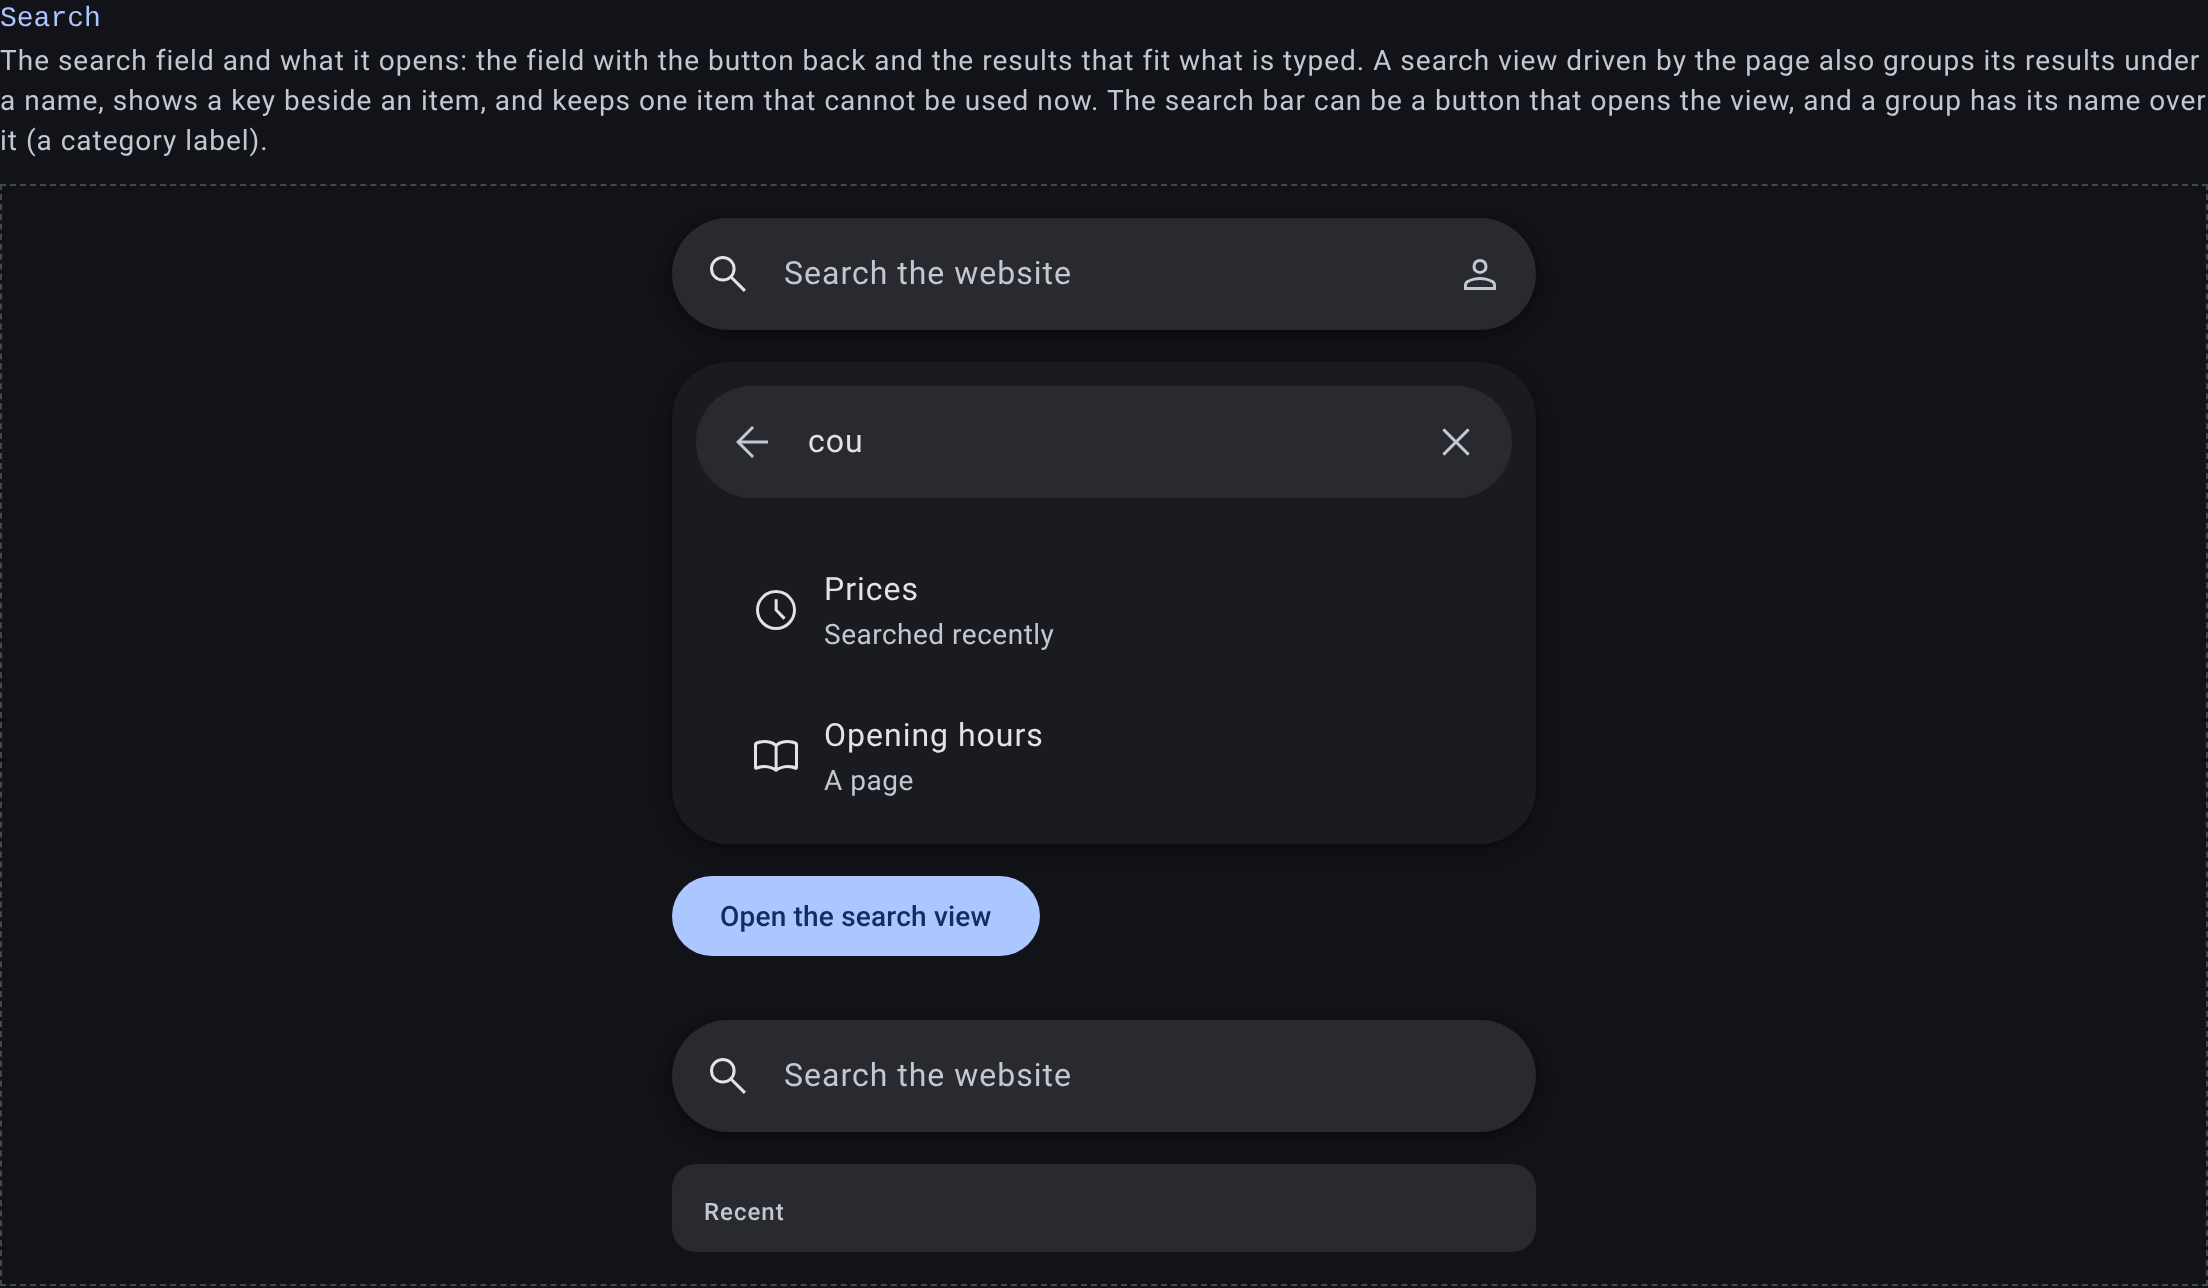 Search
The search field and what it opens: the field with the button back and the results that fit what is typed. A search view driven by the page also groups its results under
a name, shows a key beside an item, and keeps one item that cannot be used now. The search bar can be a button that opens the view, and a group has its name over
it (a category label).
Search the website
cou
Prices
Searched recently
Opening hours
A page
Open the search view
Search the website
Recent